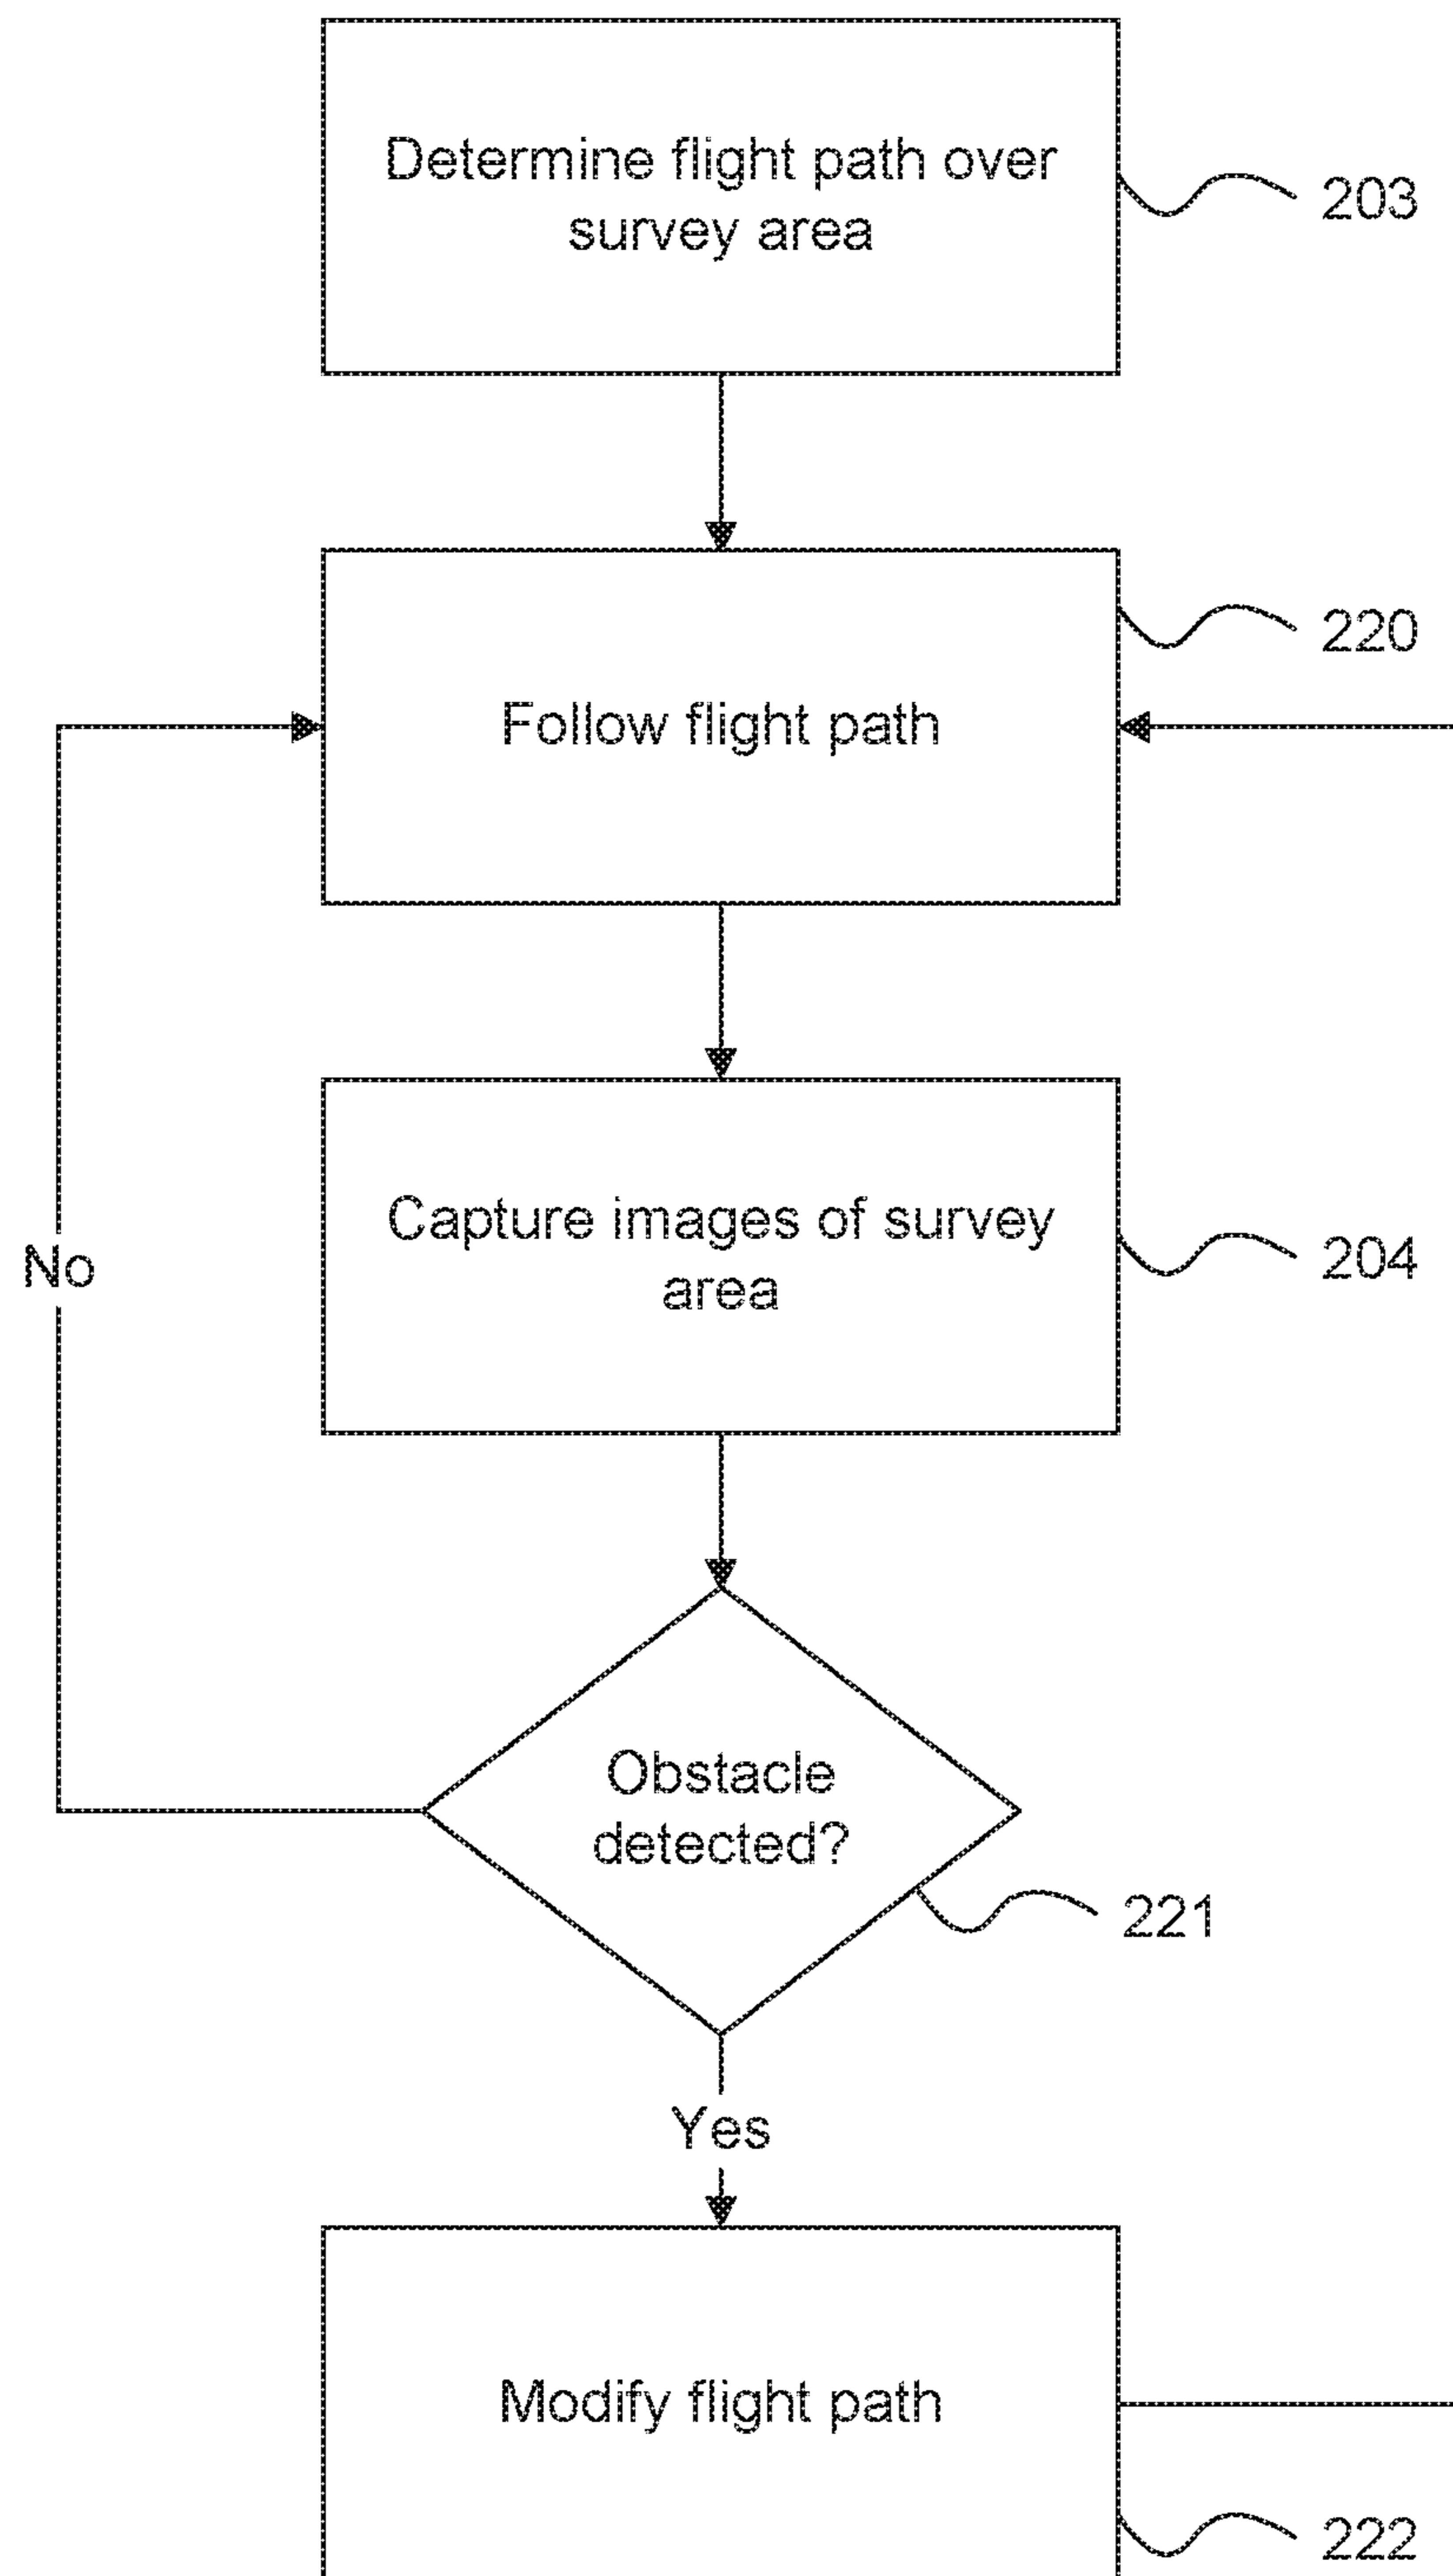 Determine flight path over
survey area
203
220
Follow flight path
Capture images of survey
area
204
No
Obstacle
detected?
221
Yes
Modify flight path
222